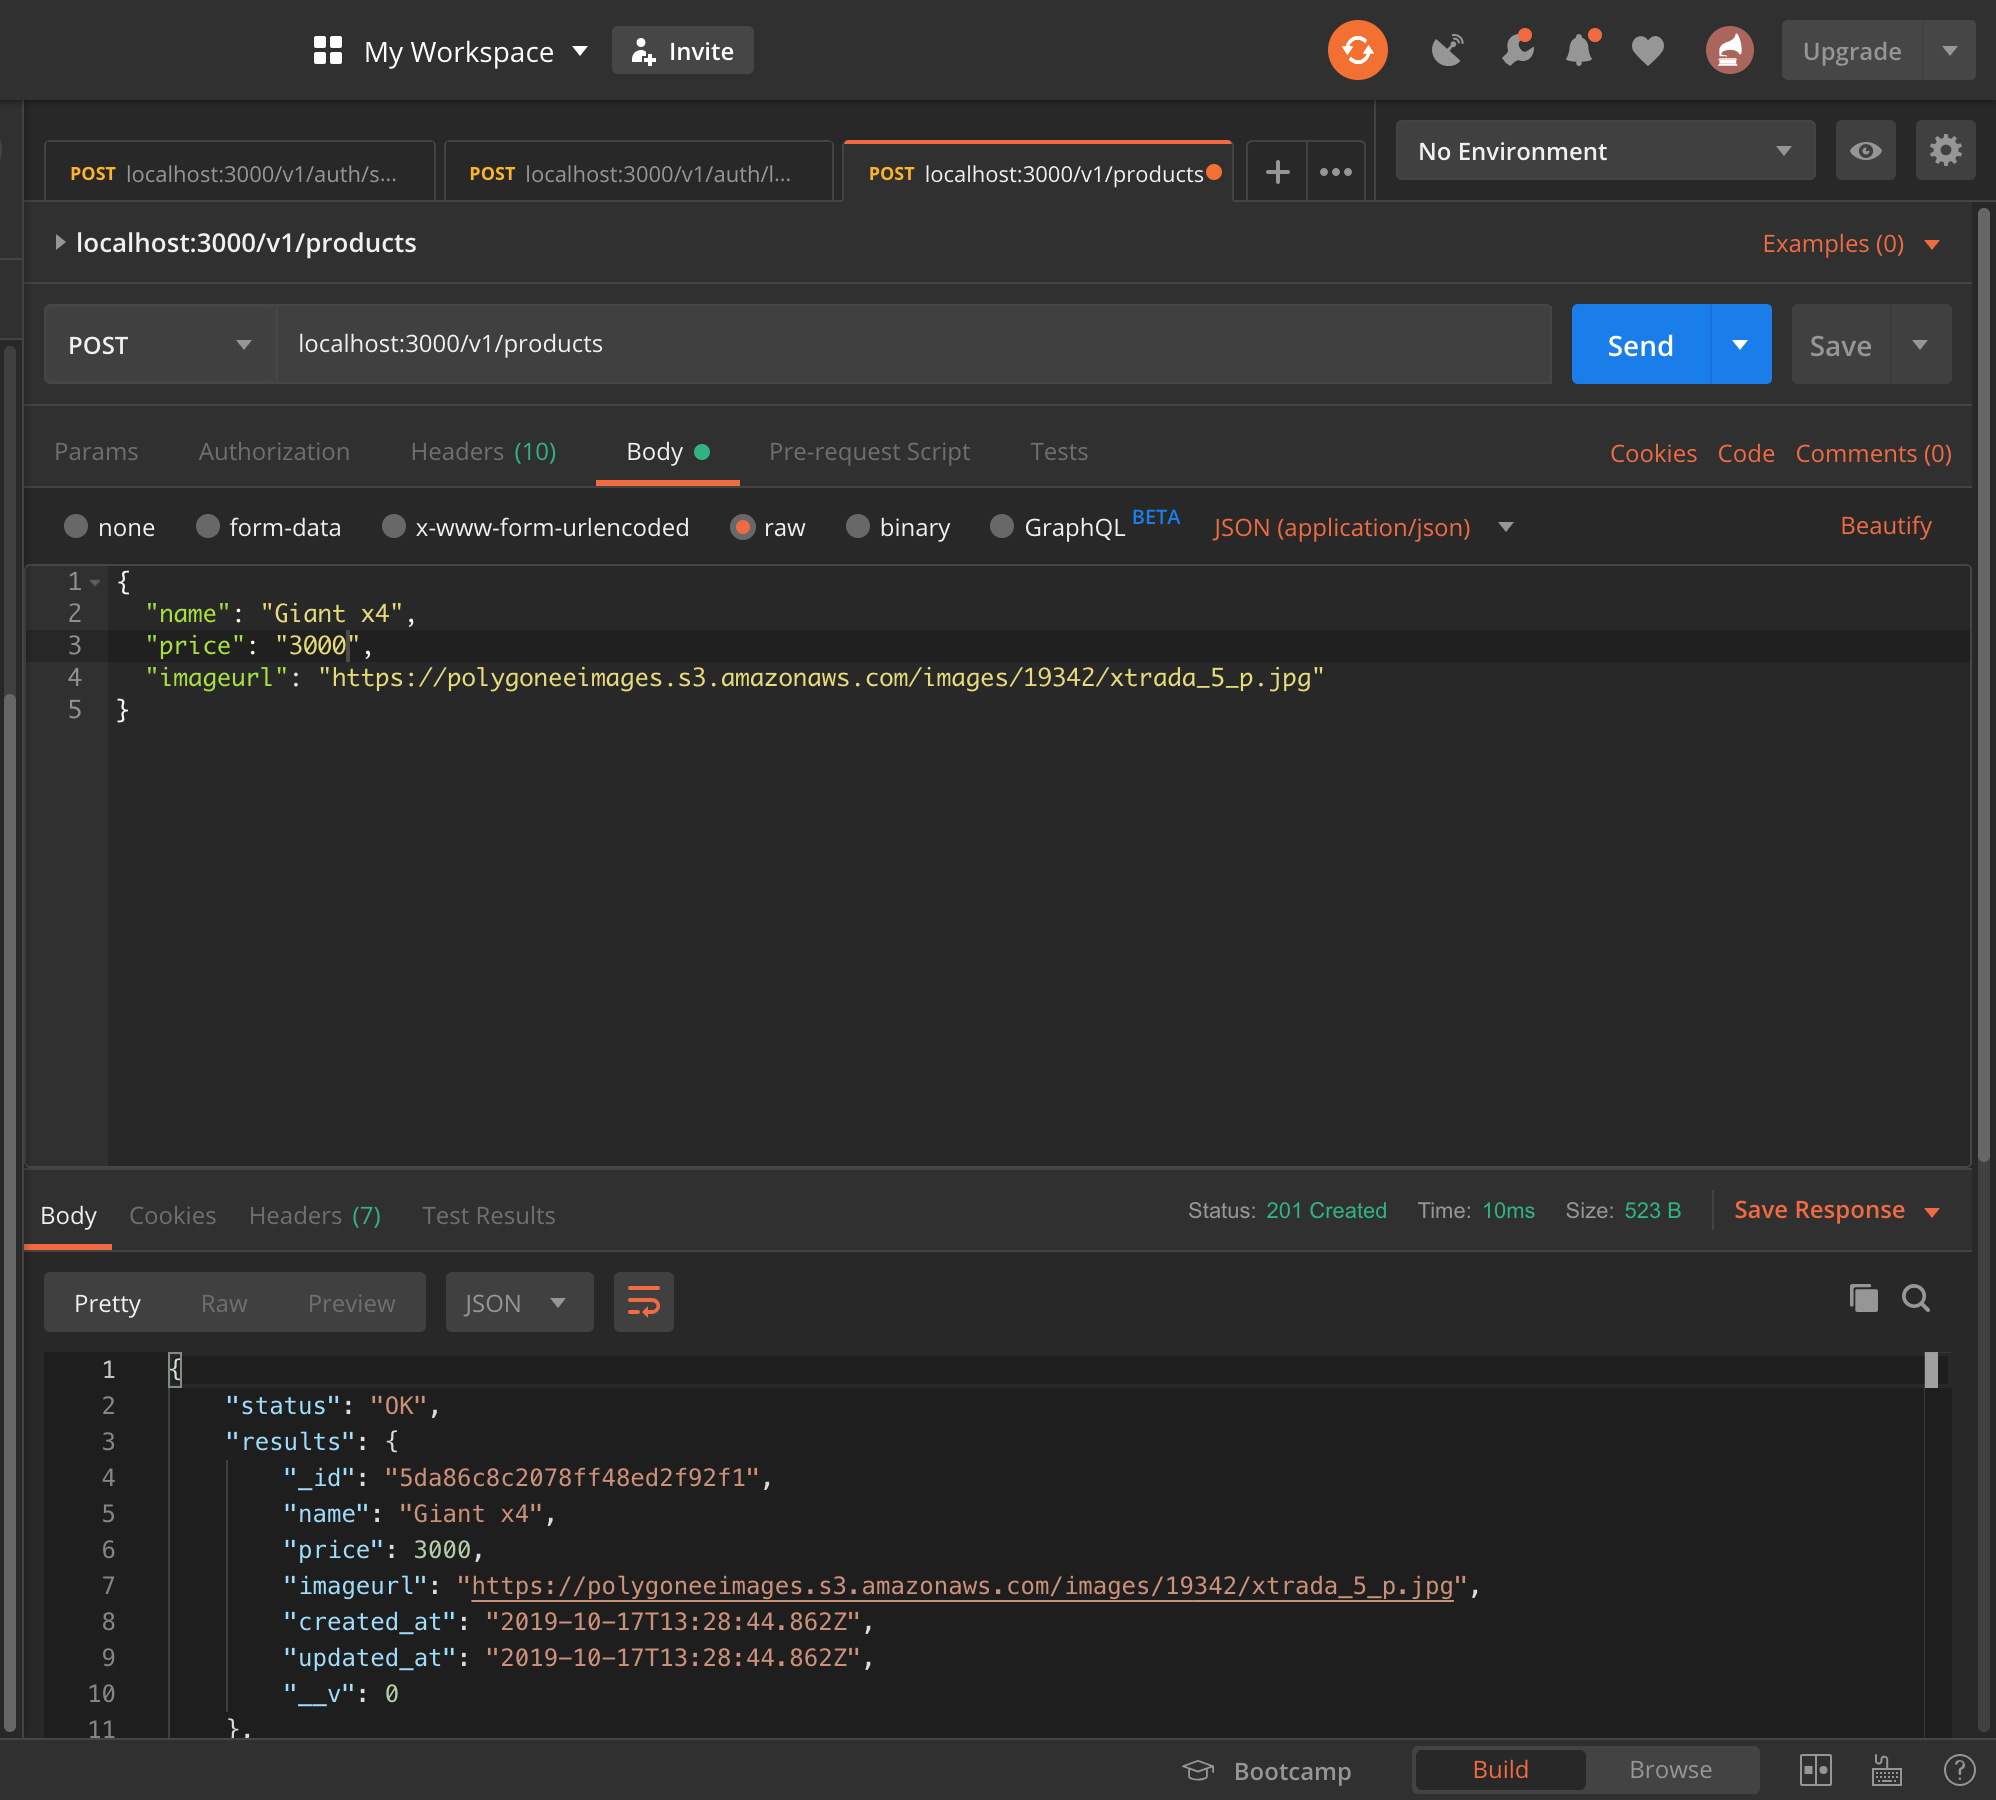 My Workspace Invite Upgrade
POST localhost:3000/v1/auth/s... POST localhost:3000/v1/auth/l... POST localhost:3000/v1/products No Environment
localhost:3000/v1/products Examples (0)
POST localhost:3000/v1/products Send Save
Params Authorization Headers (10) Body Pre-request Script Tests Cookies Code Comments (0)
none form-data x-www-form-urlencoded raw binary GraphQL BETA JSON (application/json) Beautify
1 {
2 "name": "Giant x4",
3 "price": "3000",
4 "imageurl": "https://polygoneeimages.s3.amazonaws.com/images/19342/xtrada_5_p.jpg"
5 }
Body Cookies Headers (7) Test Results Status: 201 Created Time: 10ms Size: 523 B Save Response
Pretty Raw Preview JSON
1 {
2 "status": "OK",
3 "results": {
4 "_id": "5da86c8c2078ff48ed2f92f1",
5 "name": "Giant x4",
6 "price": 3000,
7 "imageurl": "https://polygoneeimages.s3.amazonaws.com/images/19342/xtrada_5_p.jpg",
8 "created_at": "2019-10-17T13:28:44.862Z",
9 "updated_at": "2019-10-17T13:28:44.862Z",
10 "__v": 0
11 },
Bootcamp Build Browse